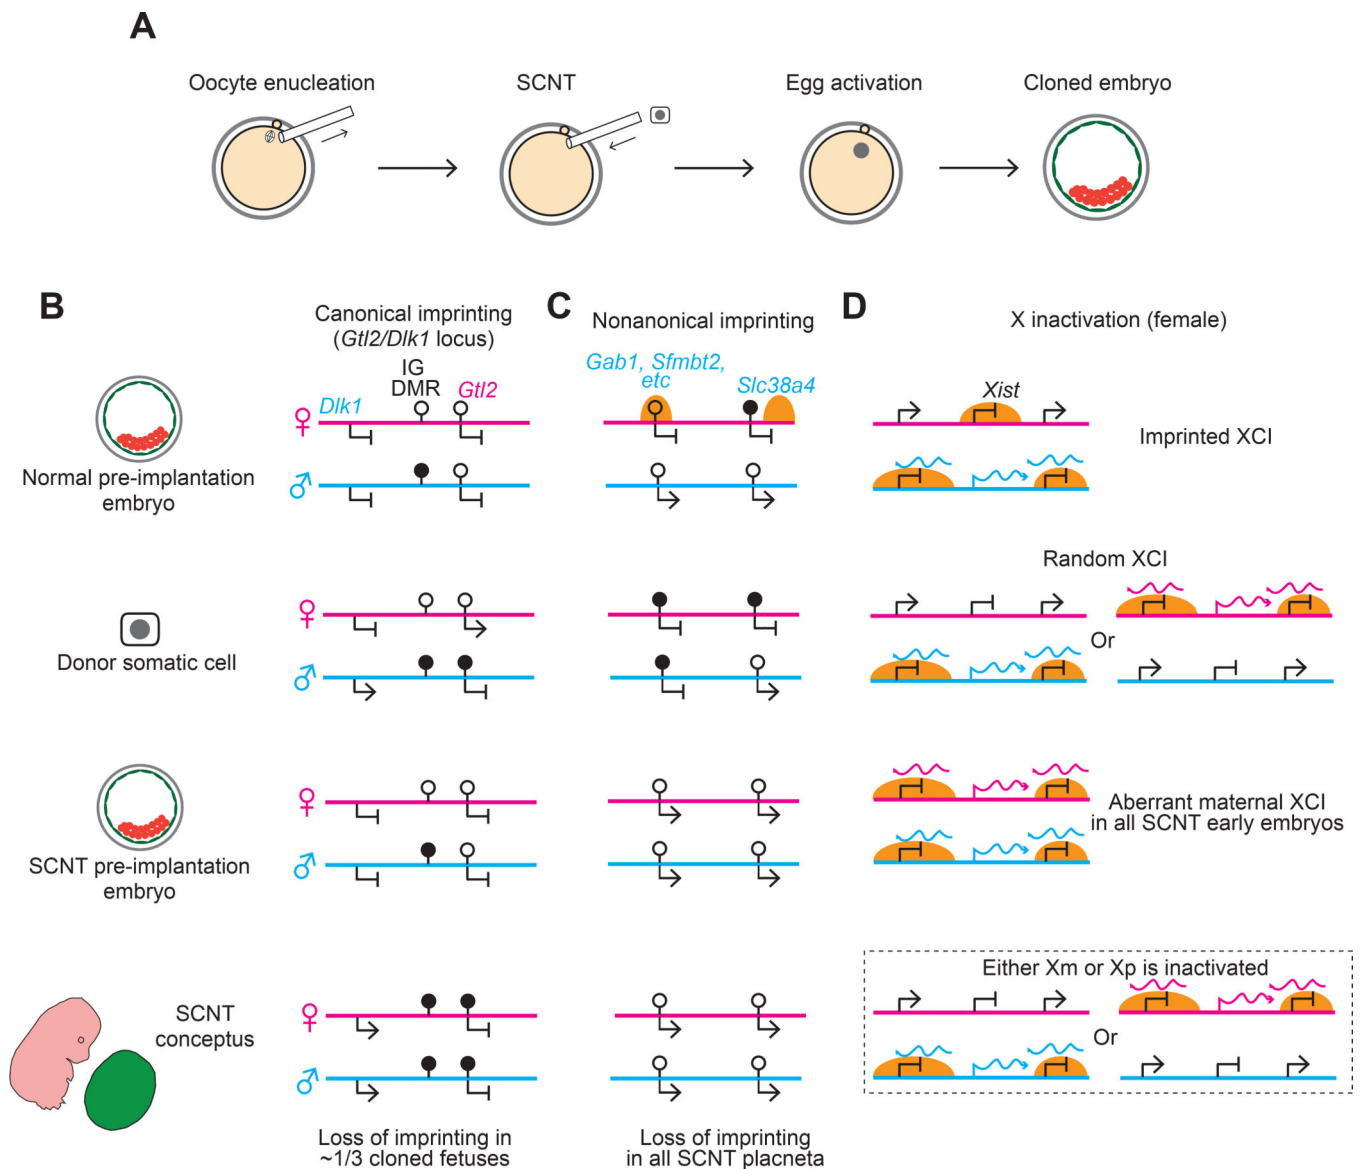 A
Oocyte enucleation
SCNT
Egg activation
Cloned embryo
B
Canonical imprinting
(Gtl2/Dlk1 locus)
IG
DMR
Dlk1
Gtl2
♀
♂
Normal pre-implantation
embryo
♀
♂
Donor somatic cell
♀
♂
SCNT pre-implantation
embryo
♀
♂
SCNT
conceptus
Loss of imprinting in
~1/3 cloned fetuses
C
Nonanonical imprinting
Gab1, Sfmbt2,
etc
Slc38a4
Loss of imprinting
in all SCNT placneta
D
X inactivation (female)
Xist
Imprinted XCI
Random XCI
Or
Aberrant maternal XCI
in all SCNT early embryos
Either Xm or Xp is inactivated
Or